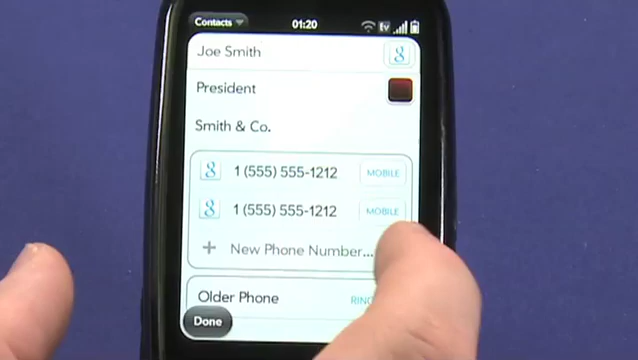 Contacts 01:20 Ev
Joe Smith g
President
Smith & Co.
g 1 (555) 555-1212 MOBILE
g 1 (555) 555-1212 MOBILE
+ New Phone Number...
Older Phone
Done